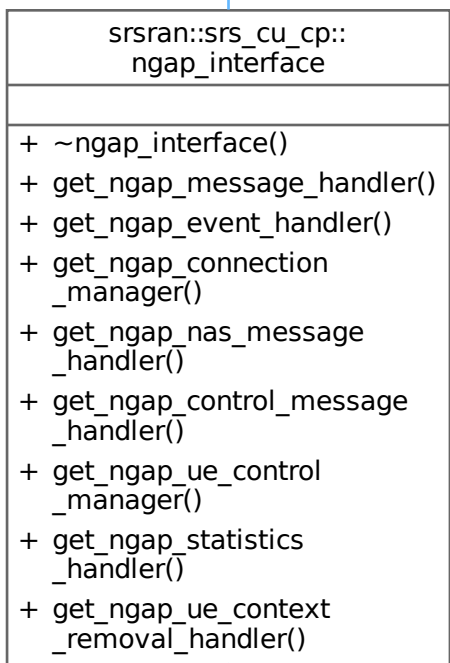 srsran::srs_cu_cp::
ngap_interface
+ ~ngap_interface()
+ get_ngap_message_handler()
+ get_ngap_event_handler()
+ get_ngap_connection
_manager()
+ get_ngap_nas_message
_handler()
+ get_ngap_control_message
_handler()
+ get_ngap_ue_control
_manager()
+ get_ngap_statistics
_handler()
+ get_ngap_ue_context
_removal_handler()